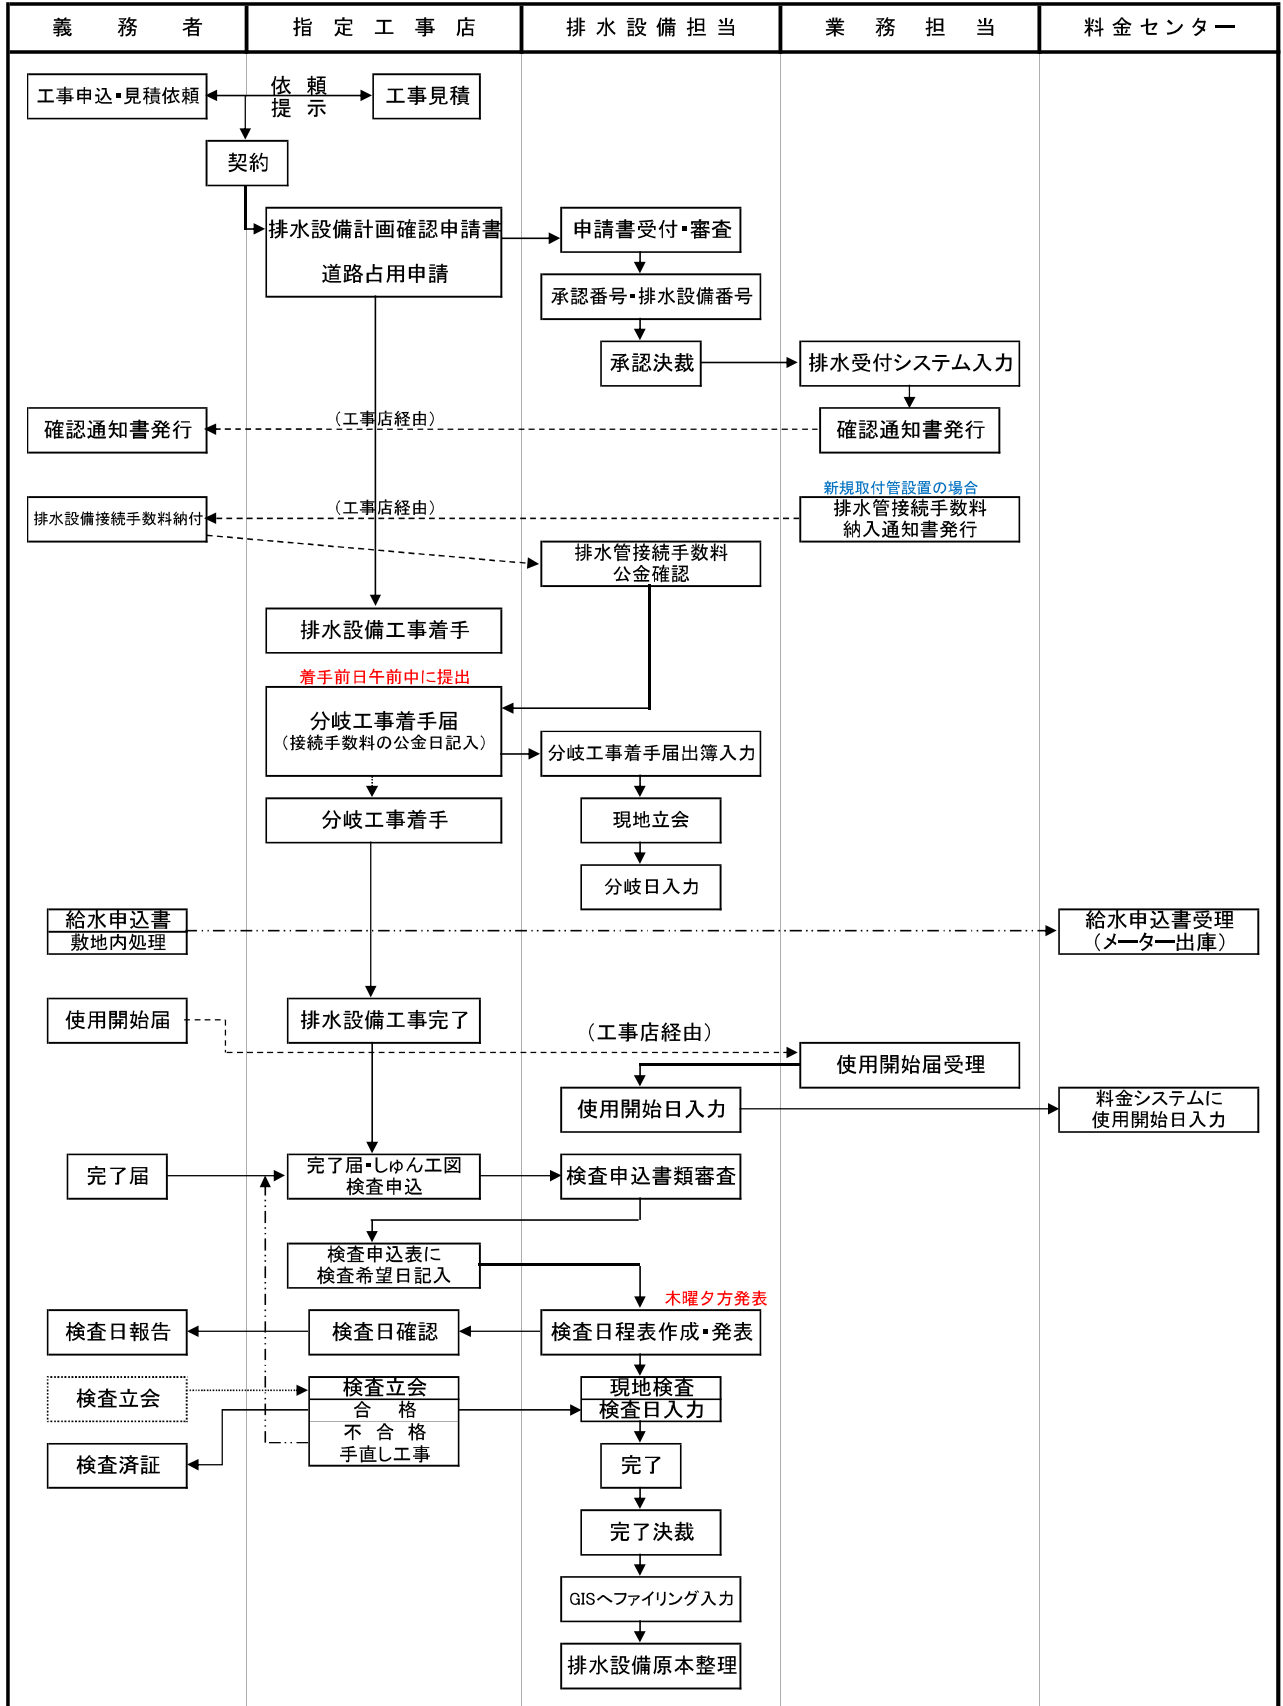 義務者
指定工事店
排水設備担当
業務担当
料金センター
工事申込・見積依頼
依頼
提示
工事見積
契約
排水設備計画確認申請書
道路占用申請
申請書受付・審査
承認番号・排水設備番号
承認決裁
排水受付システム入力
確認通知書発行
（工事店経由）
確認通知書発行
新規取付管設置の場合
排水設備接続手数料納付
（工事店経由）
排水管接続手数料
納入通知書発行
排水管接続手数料
公金確認
排水設備工事着手
着手前日午前中に提出
分岐工事着手届
（接続手数料の公金日記入）
分岐工事着手届出簿入力
分岐工事着手
現地立会
分岐日入力
給水申込書
敷地内処理
給水申込書受理
（メーター出庫）
使用開始届
排水設備工事完了
（工事店経由）
使用開始届受理
使用開始日入力
料金システムに
使用開始日入力
完了届
完了届・しゅん工図
検査申込
検査申込書類審査
検査申込表に
検査希望日記入
木曜夕方発表
検査日報告
検査日確認
検査日程表作成・発表
検査立会
検査立会
合格
不合格
手直し工事
現地検査
検査日入力
検査済証
完了
完了決裁
GISへファイリング入力
排水設備原本整理